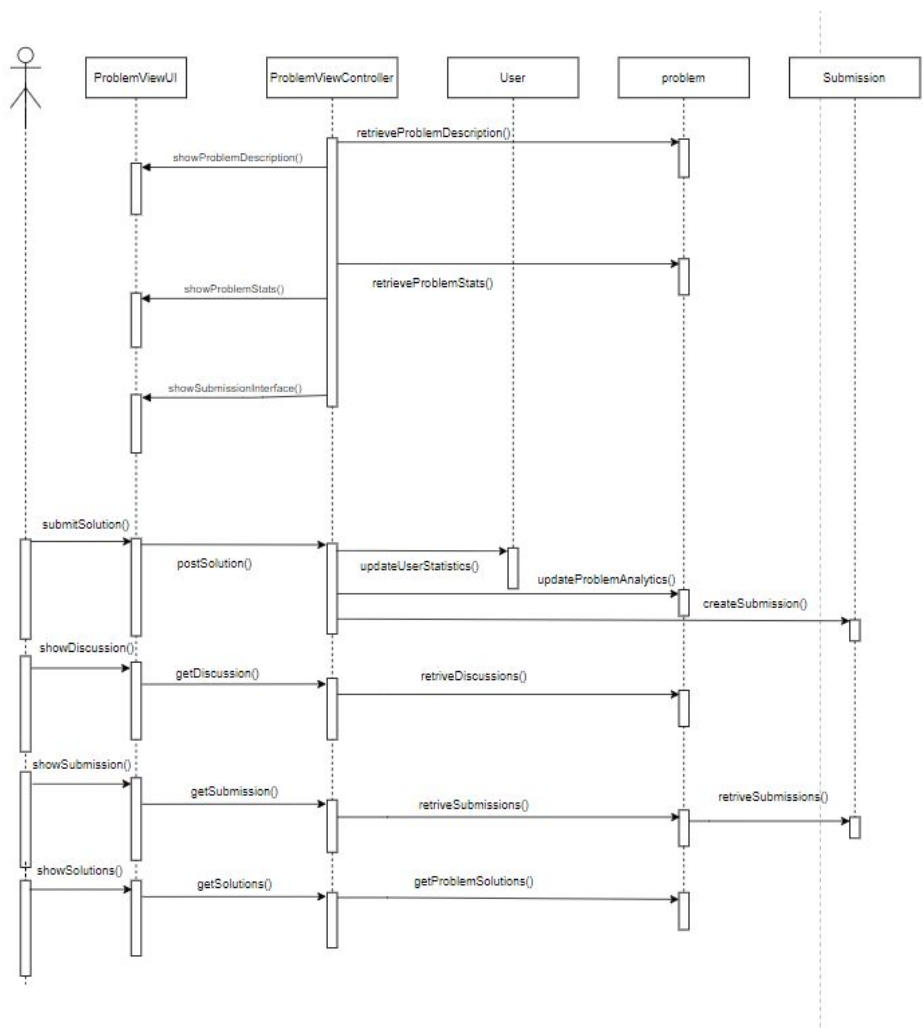 ProblemViewUI
ProblemViewController
User
problem
Submission
retrieveProblemDescription()
showProblemDescription()
retrieveProblemStats()
showProblemStats()
showSubmissionInterface()
submitSolution()
postSolution()
updateUserStatistics()
updateProblemAnalytics()
createSubmission()
showDiscussion()
getDiscussion()
retriveDiscussions()
showSubmission()
getSubmission()
retriveSubmissions()
retriveSubmissions()
showSolutions()
getSolutions()
getProblemSolutions()